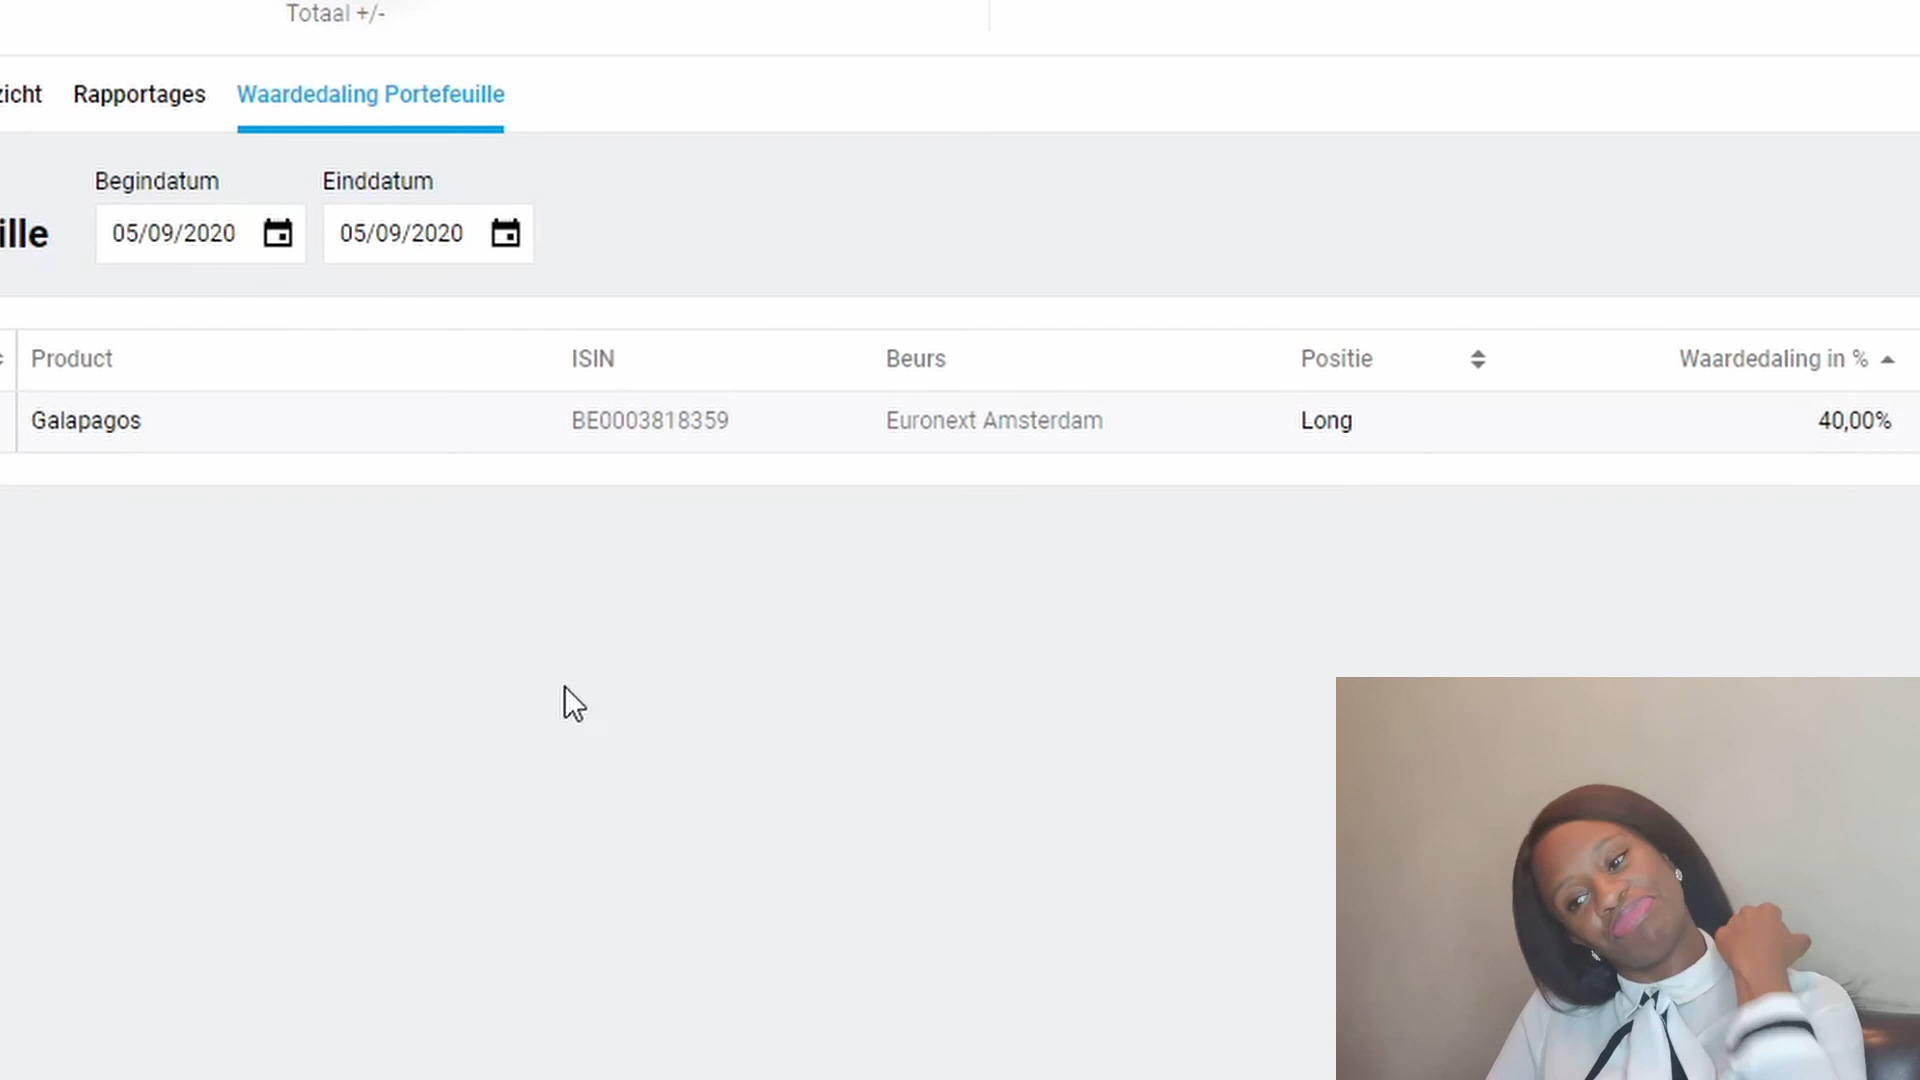 Totaal +/-
zicht Rapportages Waardedaling Portefeuille
Begindatum Einddatum
ille 05/09/2020 05/09/2020
Product ISIN Beurs Positie Waardedaling in %
Galapagos BE0003818359 Euronext Amsterdam Long 40,00%